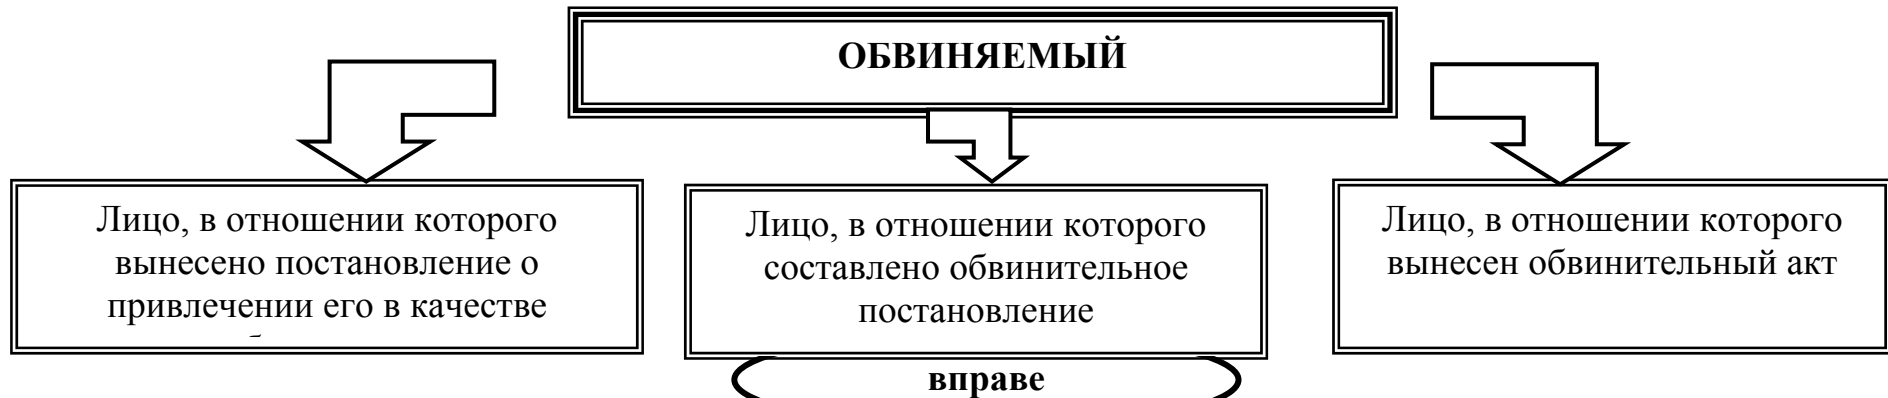 ОБВИНЯЕМЫЙ
Лицо, в отношении которого
вынесено постановление о
привлечении его в качестве
Лицо, в отношении которого
составлено обвинительное
постановление
Лицо, в отношении которого
вынесен обвинительный акт
вправе